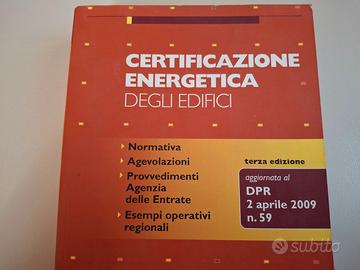 CERTIFICAZIONE
ENERGETICA
DEGLI EDIFICI
Normativa
Agevolazioni
Provvedimenti
Agenzia
delle Entrate
Esempi operativi
regionali
terza edizione
aggiornata al
DPR
2 aprile 2009
n. 59
subito